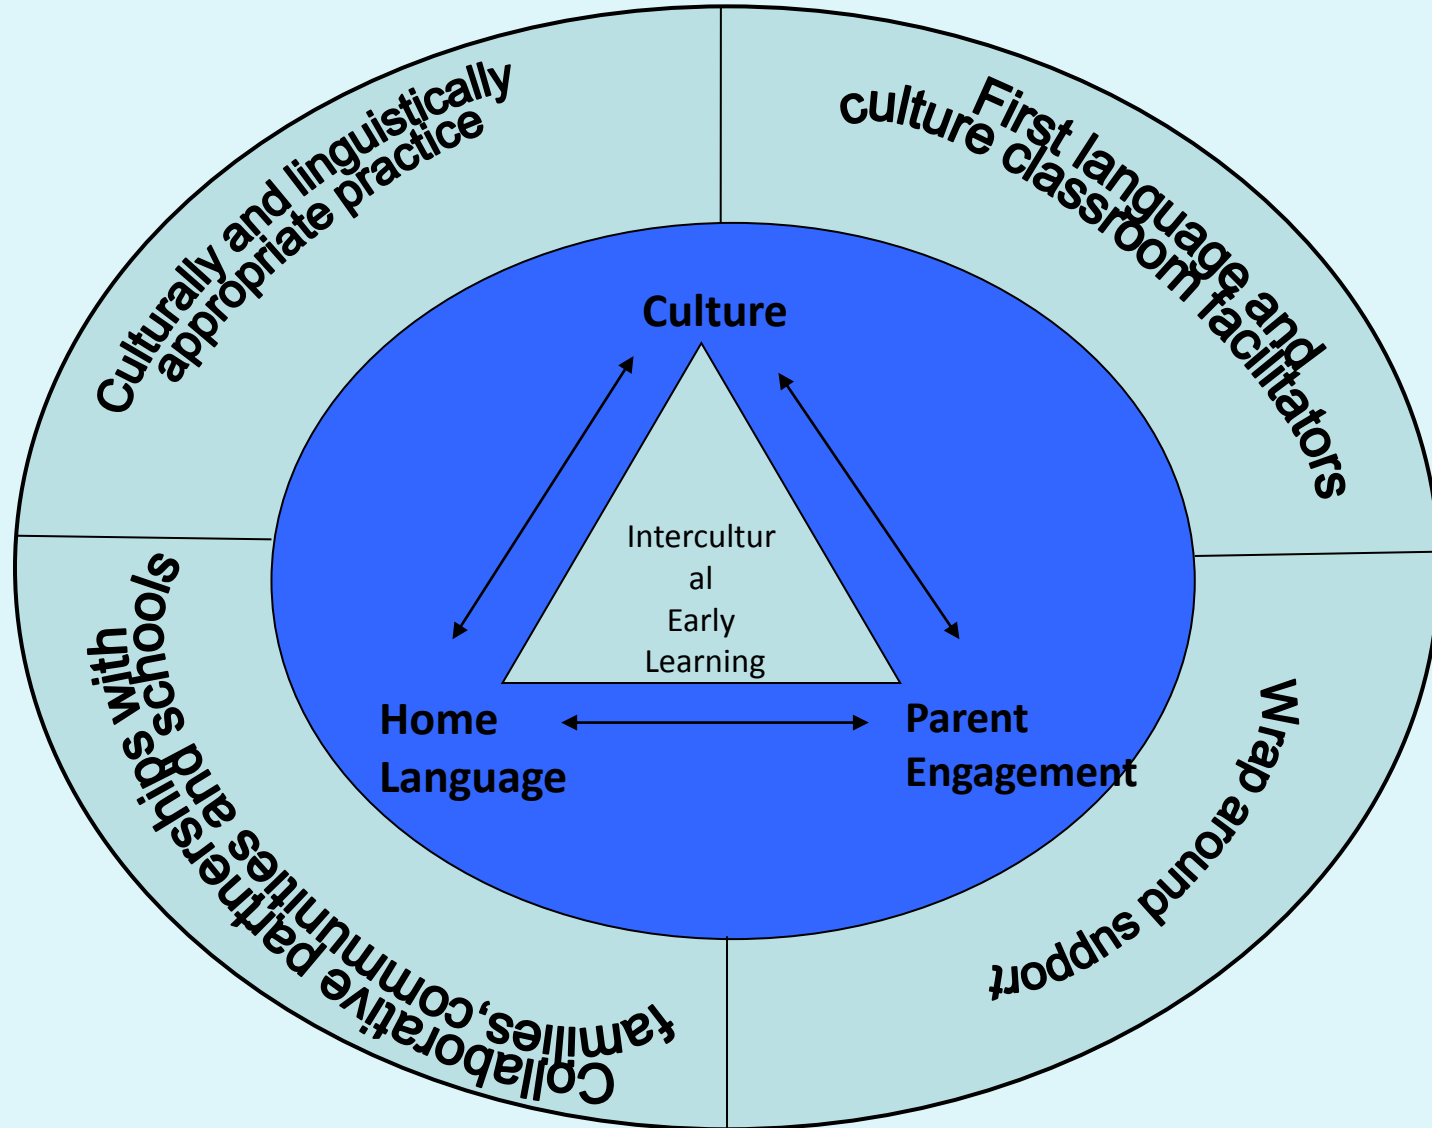 Culturally and linguistically
appropriate practice
First language and
culture classroom facilitators
Culture
Intercultur
al
Early
Learning
Home
Language
Parent
Engagement
Collaborative partnerships with
families,communities and schools
Wrap around support